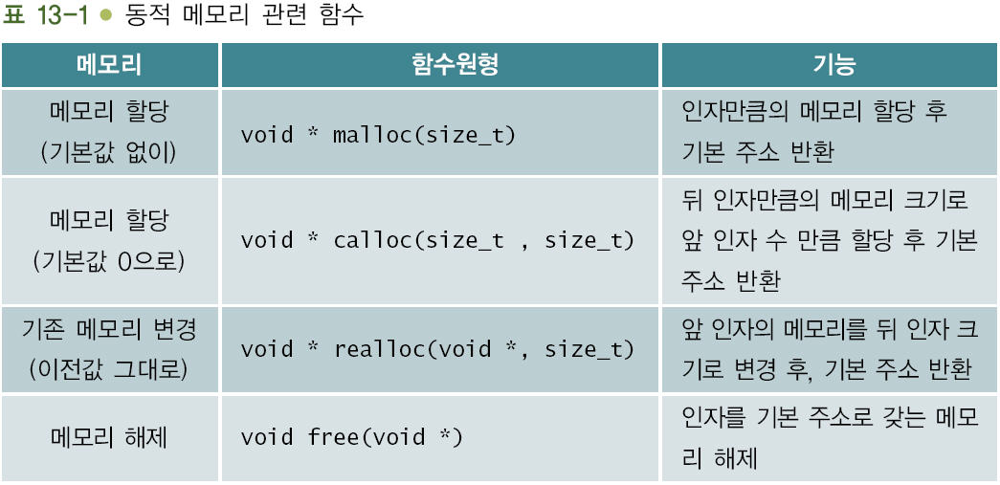 표 13-1 ● 동적 메모리 관련 함수
메모리 함수원형 기능
메모리 할당
(기본값 없이)
void * malloc(size_t)
인자만큼의 메모리 할당 후
기본 주소 반환
메모리 할당
(기본값 0으로)
void * calloc(size_t , size_t)
뒤 인자만큼의 메모리 크기로
앞 인자 수 만큼 할당 후 기본
주소 반환
기존 메모리 변경
(이전값 그대로)
void * realloc(void *, size_t)
앞 인자의 메모리를 뒤 인자 크
기로 변경 후, 기본 주소 반환
메모리 해제
void free(void *)
인자를 기본 주소로 갖는 메모
리 해제